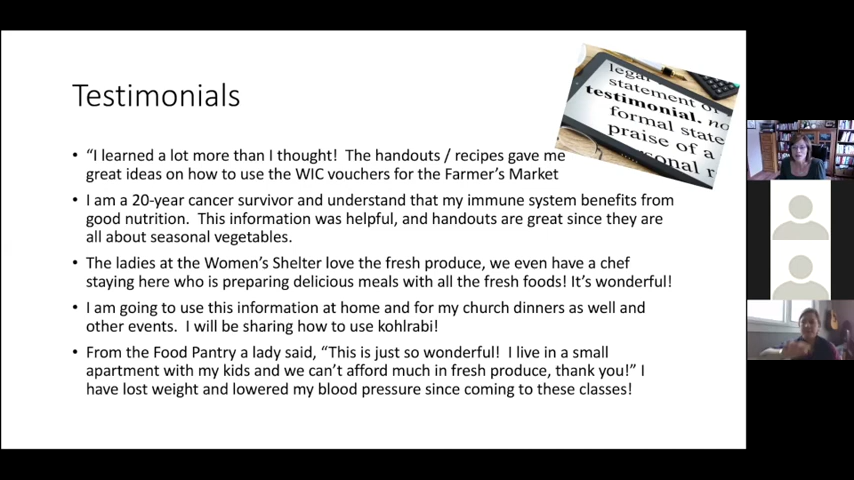 Testimonials
legal
statement of
testimonial. no
formal state
praise of a
sonal r
• “I learned a lot more than I thought!  The handouts / recipes gave me
great ideas on how to use the WIC vouchers for the Farmer’s Market
• I am a 20-year cancer survivor and understand that my immune system benefits from
good nutrition.  This information was helpful, and handouts are great since they are
all about seasonal vegetables.
• The ladies at the Women’s Shelter love the fresh produce, we even have a chef
staying here who is preparing delicious meals with all the fresh foods! It’s wonderful!
• I am going to use this information at home and for my church dinners as well and
other events.  I will be sharing how to use kohlrabi!
• From the Food Pantry a lady said, “This is just so wonderful!  I live in a small
apartment with my kids and we can’t afford much in fresh produce, thank you!” I
have lost weight and lowered my blood pressure since coming to these classes!